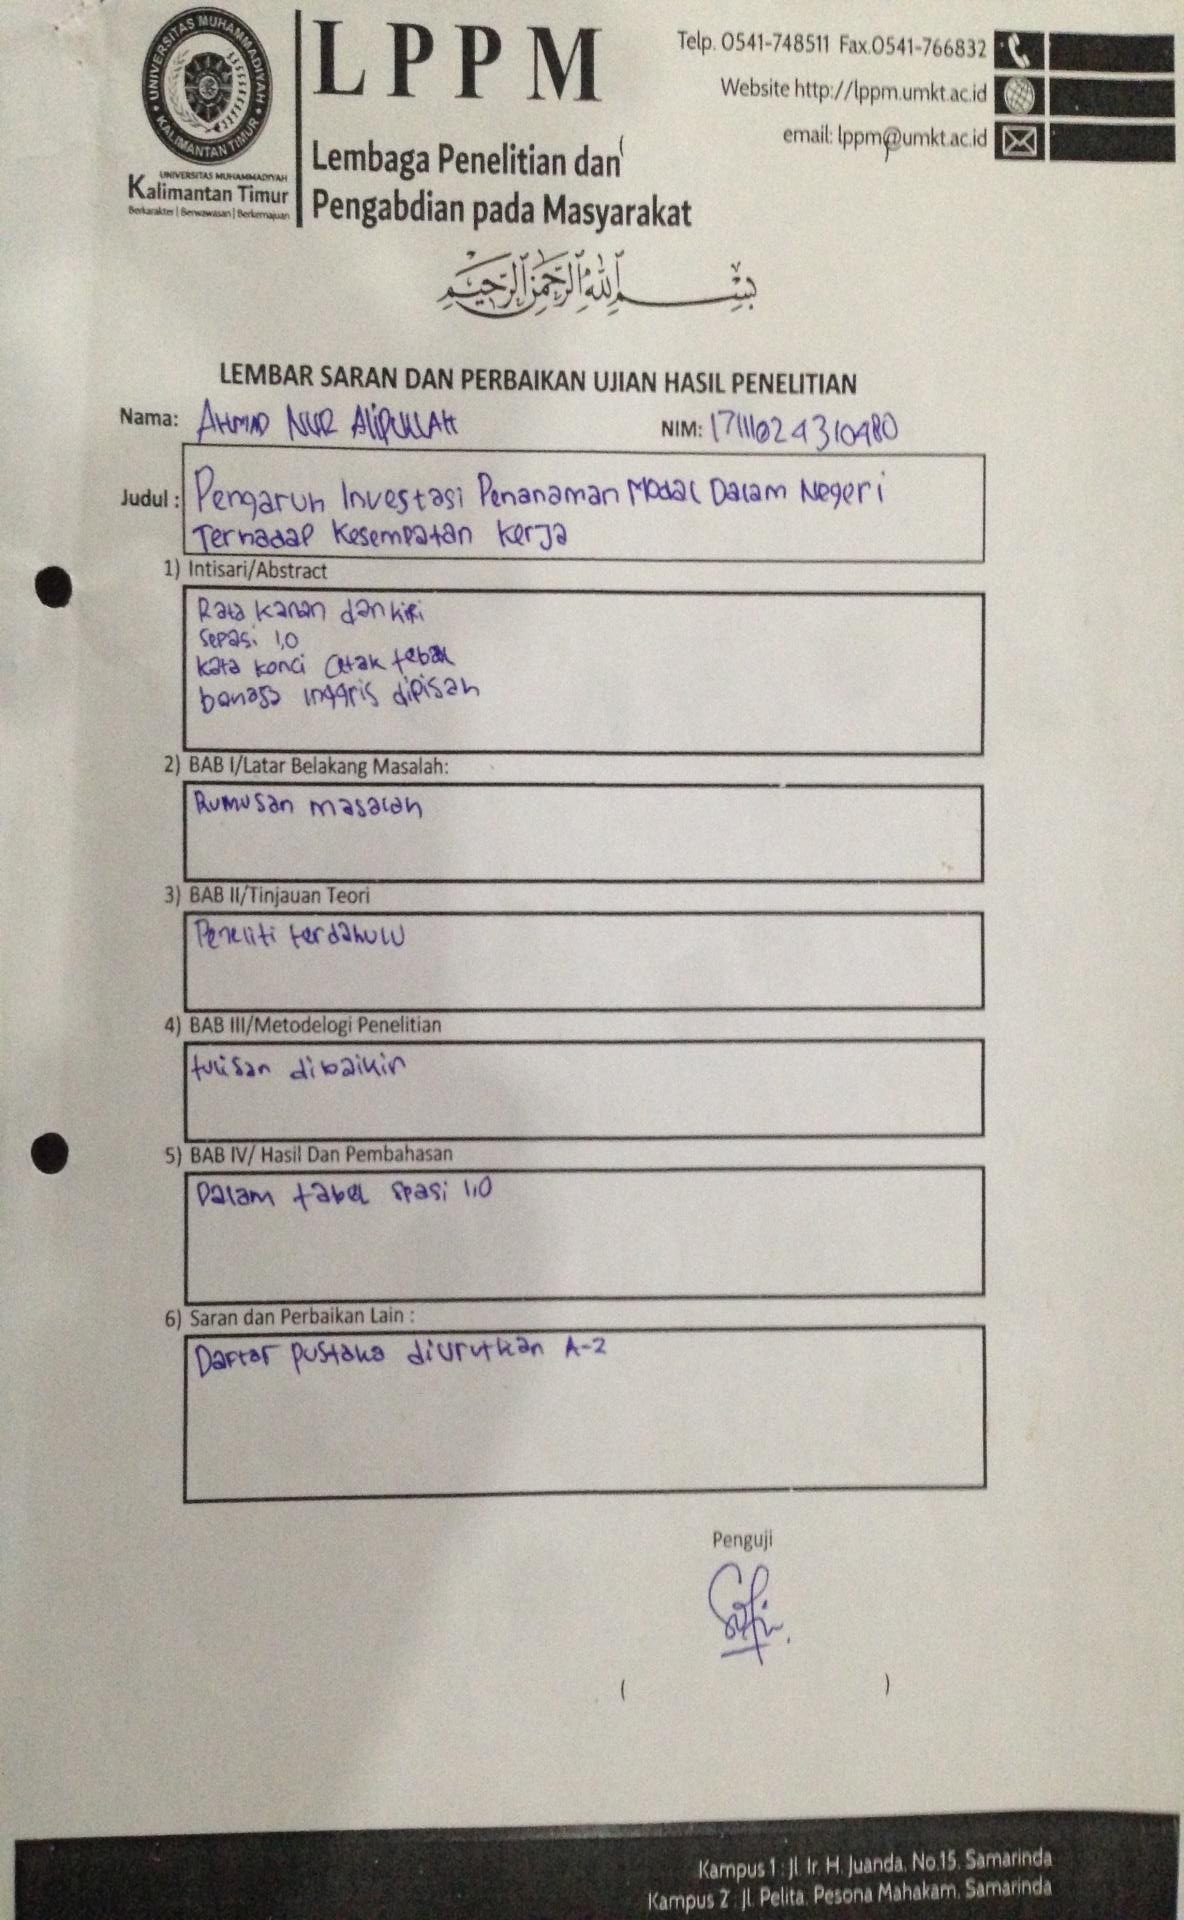 UNIVERSITAS MUHAMMADIYAH
KALIMANTAN TIMUR
UNIVERSITAS MUHAMMADIYAH
Kalimantan Timur
Berkarakter | Berwawasan | Berkemajuan
LPPM
Lembaga Penelitian dan
Pengabdian pada Masyarakat
Telp. 0541-748511 Fax.0541-766832
Website http://lppm.umkt.ac.id
email: lppm@umkt.ac.id
بسم الله الرحمن الرحيم
LEMBAR SARAN DAN PERBAIKAN UJIAN HASIL PENELITIAN
Nama: AHMAD NUR Alipullah NIM: 1711102431048​0
Judul : Pengaruh Investasi Penanaman Modal Dalam Negeri
Terhadap Kesempatan Kerja
1) Intisari/Abstract
Rata kanan dan kiri
sepasi 1,0
kata konci cetak tebal
bahasa inggris dipisah
2) BAB I/Latar Belakang Masalah:
Rumusan masalah
3) BAB II/Tinjauan Teori
Peneliti terdahulu
4) BAB III/Metodelogi Penelitian
tulisan dibaikin
5) BAB IV/ Hasil Dan Pembahasan
Dalam tabel spasi 1,0
6) Saran dan Perbaikan Lain :
Daftar pustaka diurutkan A-Z
Penguji
( )
Kampus 1 : Jl. Ir. H. Juanda, No.15, Samarinda
Kampus 2 : Jl. Pelita, Pesona Mahakam, Samarinda